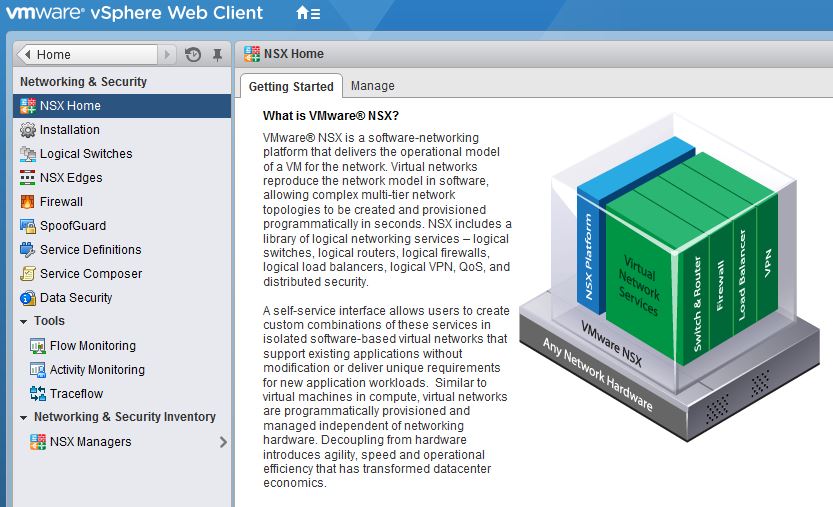 vmware® vSphere Web Client
Home
Networking & Security
NSX Home
Installation
Logical Switches
NSX Edges
Firewall
SpoofGuard
Service Definitions
Service Composer
Data Security
Tools
Flow Monitoring
Activity Monitoring
Traceflow
Networking & Security Inventory
NSX Managers
NSX Home
Getting Started
Manage
What is VMware® NSX?
VMware® NSX is a software-networking
platform that delivers the operational model
of a VM for the network. Virtual networks
reproduce the network model in software,
allowing complex multi-tier network
topologies to be created and provisioned
programmatically in seconds. NSX includes a
library of logical networking services – logical
switches, logical routers, logical firewalls,
logical load balancers, logical VPN, QoS, and
distributed security.
A self-service interface allows users to create
custom combinations of these services in
isolated software-based virtual networks that
support existing applications without
modification or deliver unique requirements
for new application workloads.  Similar to
virtual machines in compute, virtual networks
are programmatically provisioned and
managed independent of networking
hardware. Decoupling from hardware
introduces agility, speed and operational
efficiency that has transformed datacenter
economics.
NSX Platform
Virtual
Network
Services
Switch & Router
Firewall
Load Balancer
VPN
VMware NSX
Any Network Hardware